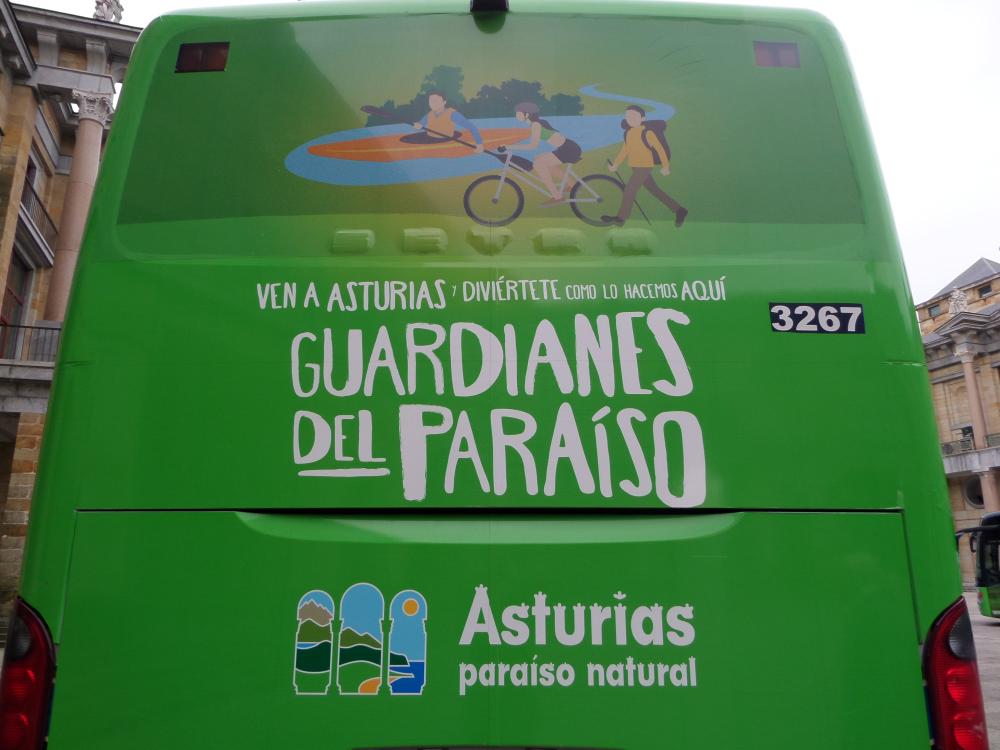 VEN A ASTURIAS Y DIVIÉRTETE COMO LO HACEMOS AQUÍ
3267
GUARDIANES
DEL PARAÍSO
Asturias
paraíso natural